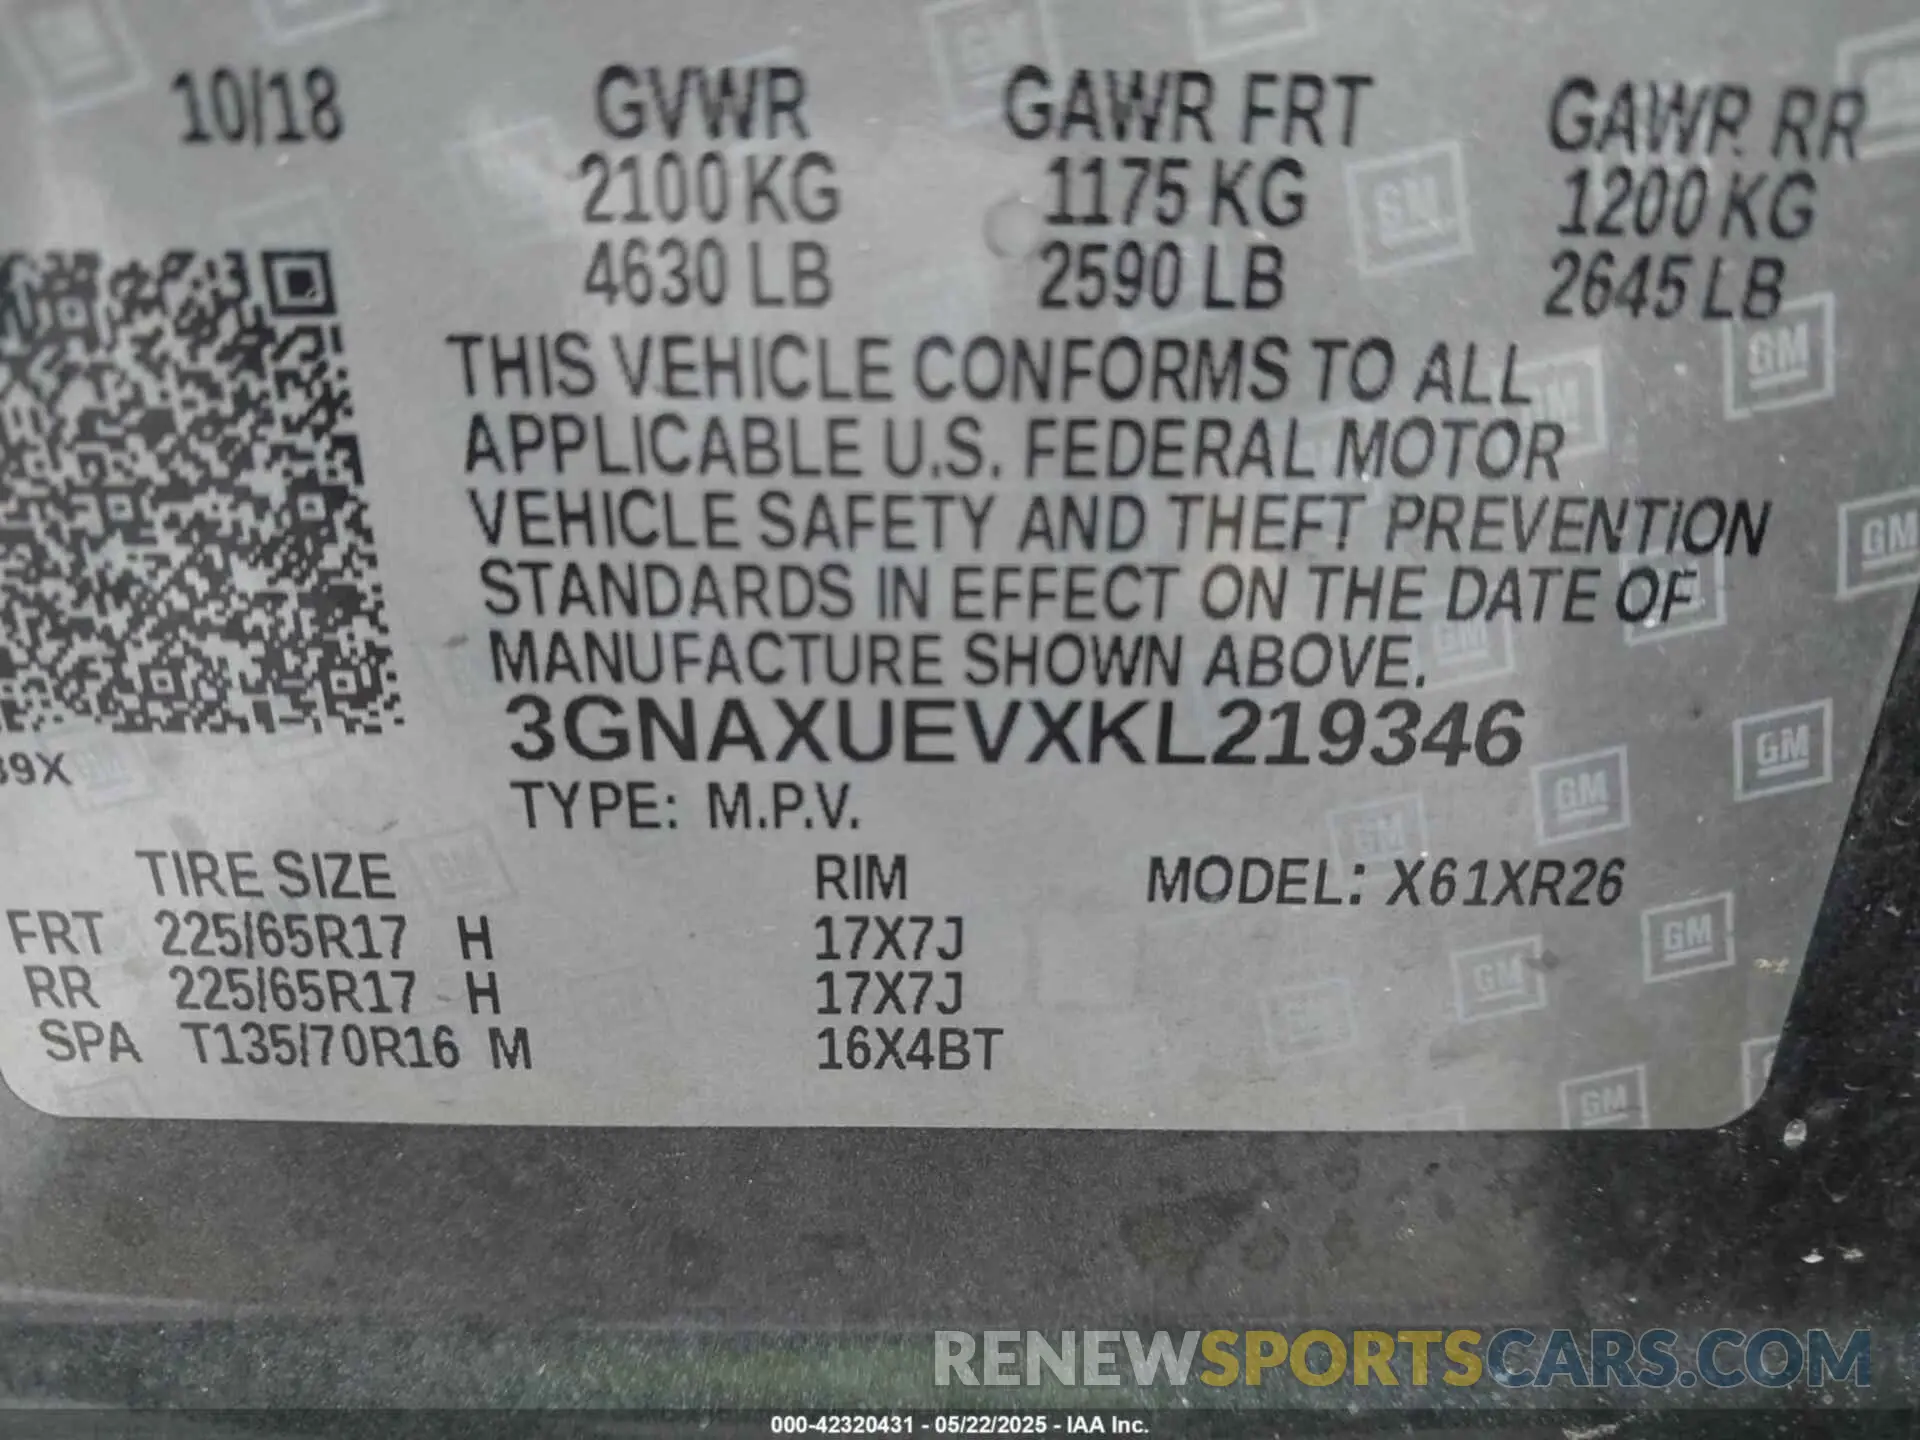 10/18 GVWR GAWR FRT GAWR RR
2100 KG 1175 KG 1200 KG
4630 LB 2590 LB 2645 LB
THIS VEHICLE CONFORMS TO ALL
APPLICABLE U.S. FEDERAL MOTOR
VEHICLE SAFETY AND THEFT PREVENTION
STANDARDS IN EFFECT ON THE DATE OF
MANUFACTURE SHOWN ABOVE.
3GNAXUEVXKL219346
TYPE: M.P.V.
TIRE SIZE RIM MODEL: X61XR26
FRT 225/65R17 H 17X7J
RR 225/65R17 H 17X7J
SPA T135/70R16 M 16X4BT
GM
RENEWSPORTSCARS.COM
000-42320431 - 05/22/2025 - IAA Inc.